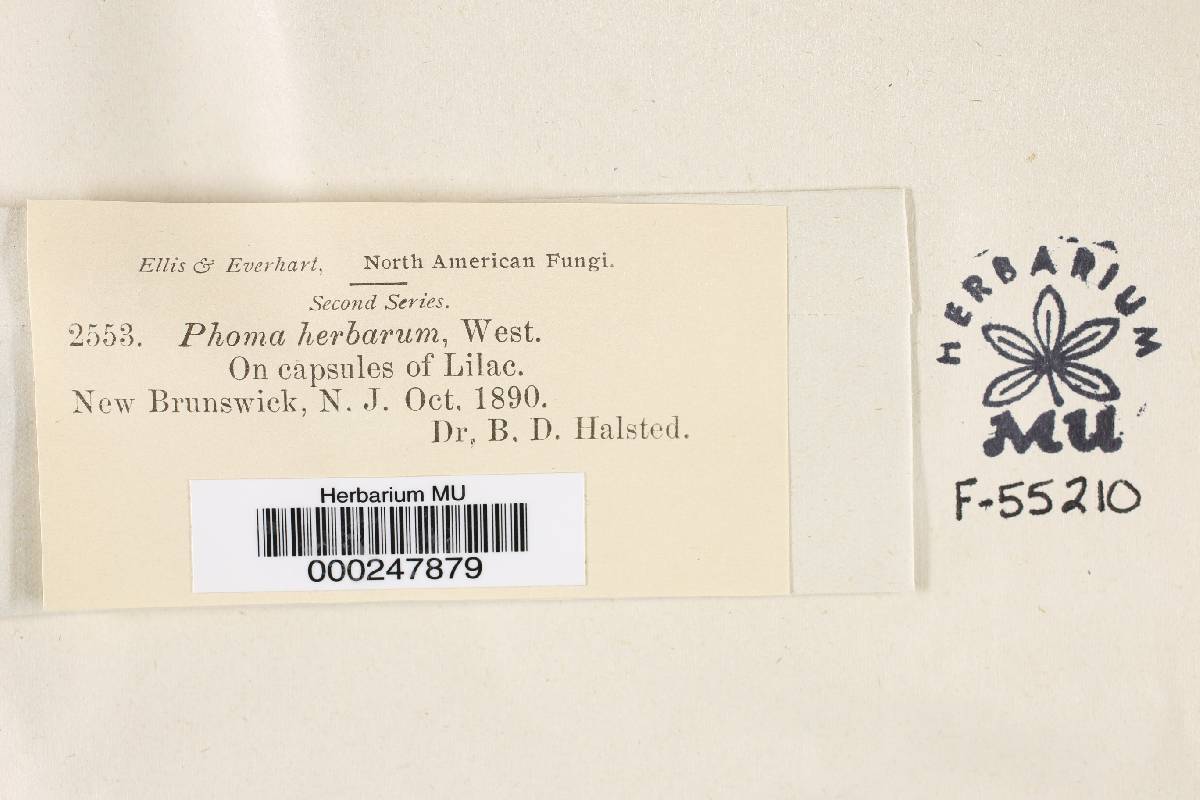 Ellis & Everhart, North American Fungi.
Second Series.
2553. Phoma herbarum, West.
On capsules of Lilac.
New Brunswick, N. J. Oct. 1890.
Dr, B. D. Halsted.
Herbarium MU
000247879
HERBARIUM
MU
F-55210